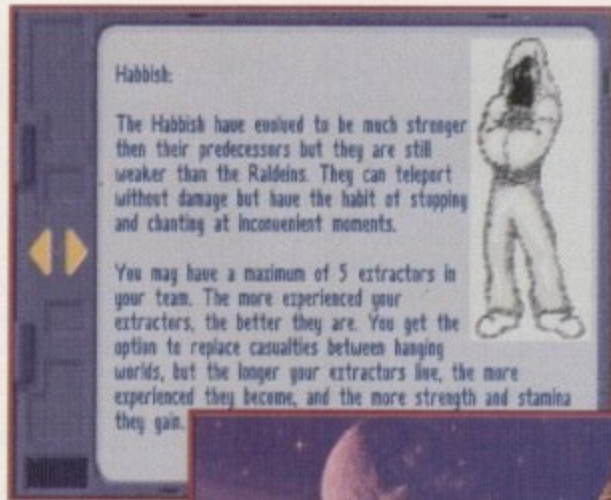 Habbish:
The Habbish have evolved to be much stronger
then their predecessors but they are still
weaker than the Raldeins. They can teleport
without damage but have the habit of stopping
and chanting at inconvenient moments.
You may have a maximum of 5 extractors in
your team. The more experienced your
extractors, the better they are. You get the
option to replace casualties between hanging
worlds, but the longer your extractors live, the more
experienced they become, and the more strength and stamina
they gain.